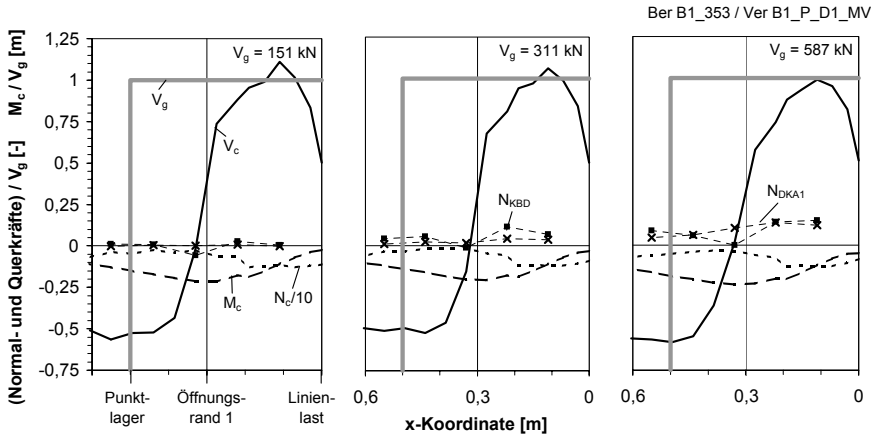 Ber B1_353 / Ver B1_P_D1_MV
(Normal- und Querkräfte) / Vg [-] Mc / Vg [m]
1,25
1
0,75
0,5
0,25
0
-0,25
-0,5
-0,75
Vg = 151 kN
Vg
Vc
Mc
Nc/10
Punkt-
lager
Öffnungs-
rand 1
Linien-
last
Vg = 311 kN
NKBD
0,6
0,3
0
Vg = 587 kN
NDKA1
0,6
0,3
0
x-Koordinate [m]